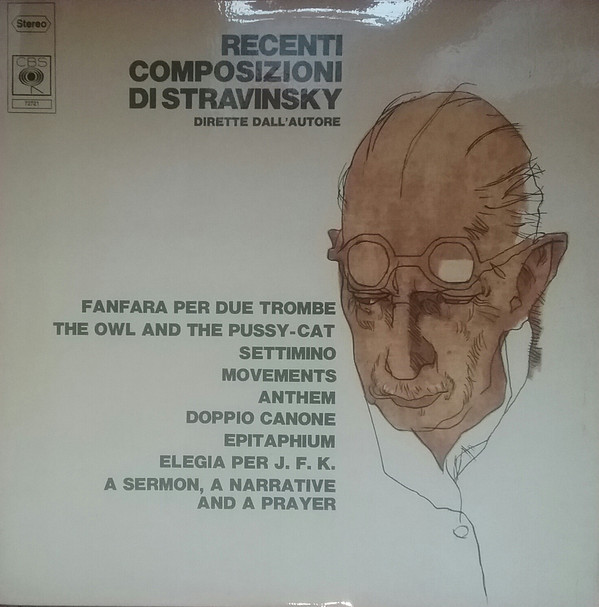 Stereo
CBS
RECENTI
COMPOSIZIONI
DI STRAVINSKY
DIRETTE DALL'AUTORE
FANFARA PER DUE TROMBE
THE OWL AND THE PUSSY-CAT
SETTIMINO
MOVEMENTS
ANTHEM
DOPPIO CANONE
EPITAPHIUM
ELEGIA PER J. F. K.
A SERMON, A NARRATIVE
AND A PRAYER